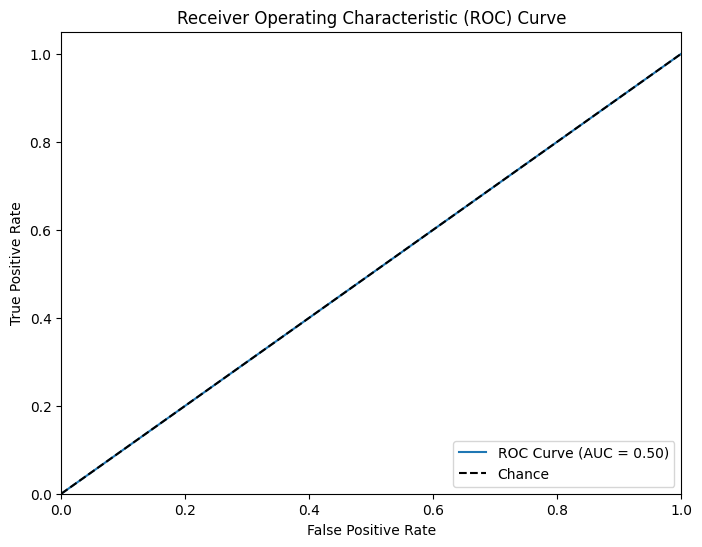 Receiver Operating Characteristic (ROC) Curve
1.0
0.8
0.6
0.4
0.2
0.0
True Positive Rate
0.0 0.2 0.4 0.6 0.8 1.0
False Positive Rate
ROC Curve (AUC = 0.50)
Chance